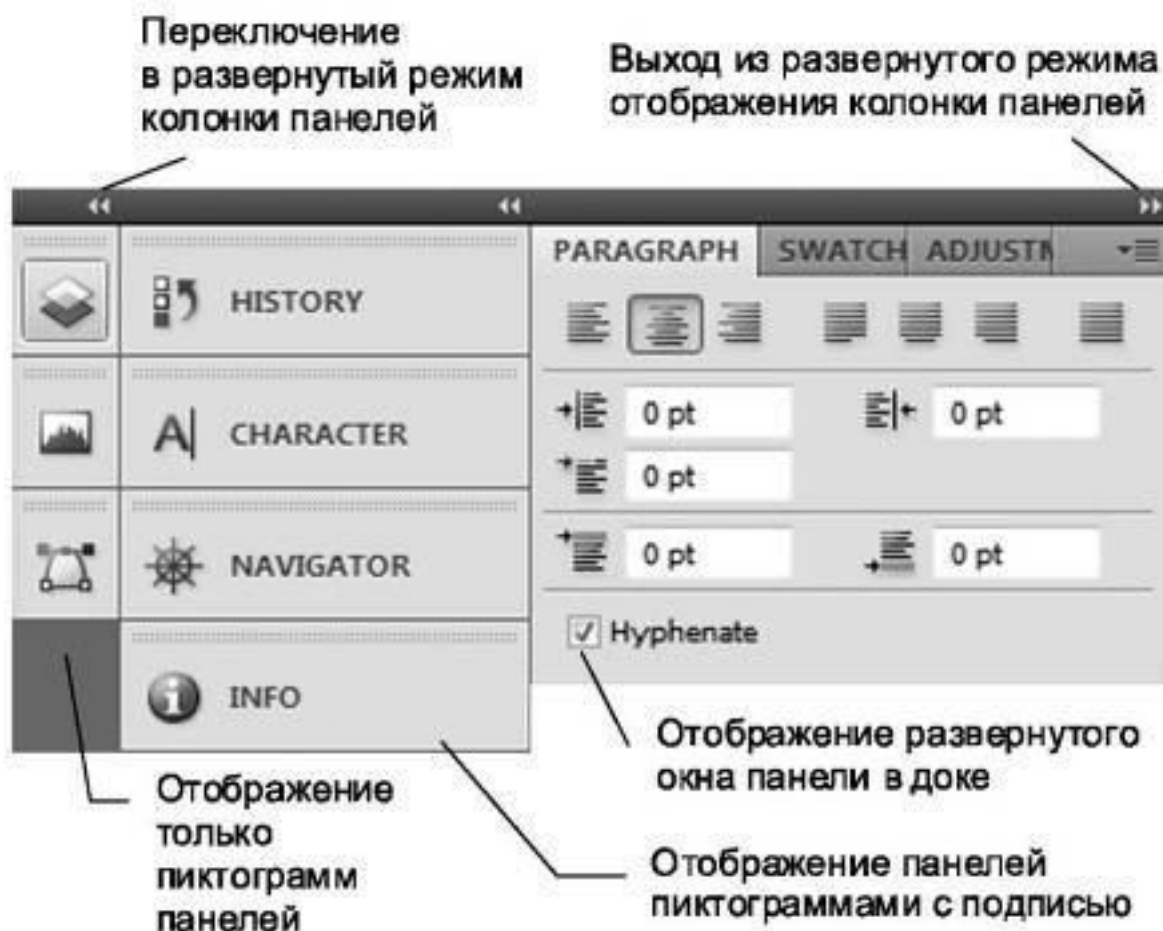 Переключение
в развернутый режим
колонки панелей
Выход из развернутого режима
отображения колонки панелей
HISTORY
CHARACTER
NAVIGATOR
INFO
PARAGRAPH SWATCH ADJUSTM
0 pt 0 pt
0 pt
0 pt 0 pt
Hyphenate
Отображение
только
пиктограмм
панелей
Отображение развернутого
окна панели в доке
Отображение панелей
пиктограммами с подписью